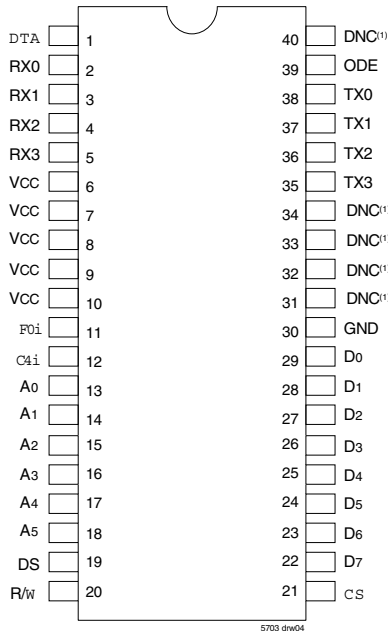 DTA 1 40 DNC(1)
RX0 2 39 ODE
RX1 3 38 TX0
RX2 4 37 TX1
RX3 5 36 TX2
VCC 6 35 TX3
VCC 7 34 DNC(1)
VCC 8 33 DNC(1)
VCC 9 32 DNC(1)
VCC 10 31 DNC(1)
F0i 11 30 GND
C4i 12 29 D0
A0 13 28 D1
A1 14 27 D2
A2 15 26 D3
A3 16 25 D4
A4 17 24 D5
A5 18 23 D6
DS 19 22 D7
R/W 20 21 CS
5703 drw04